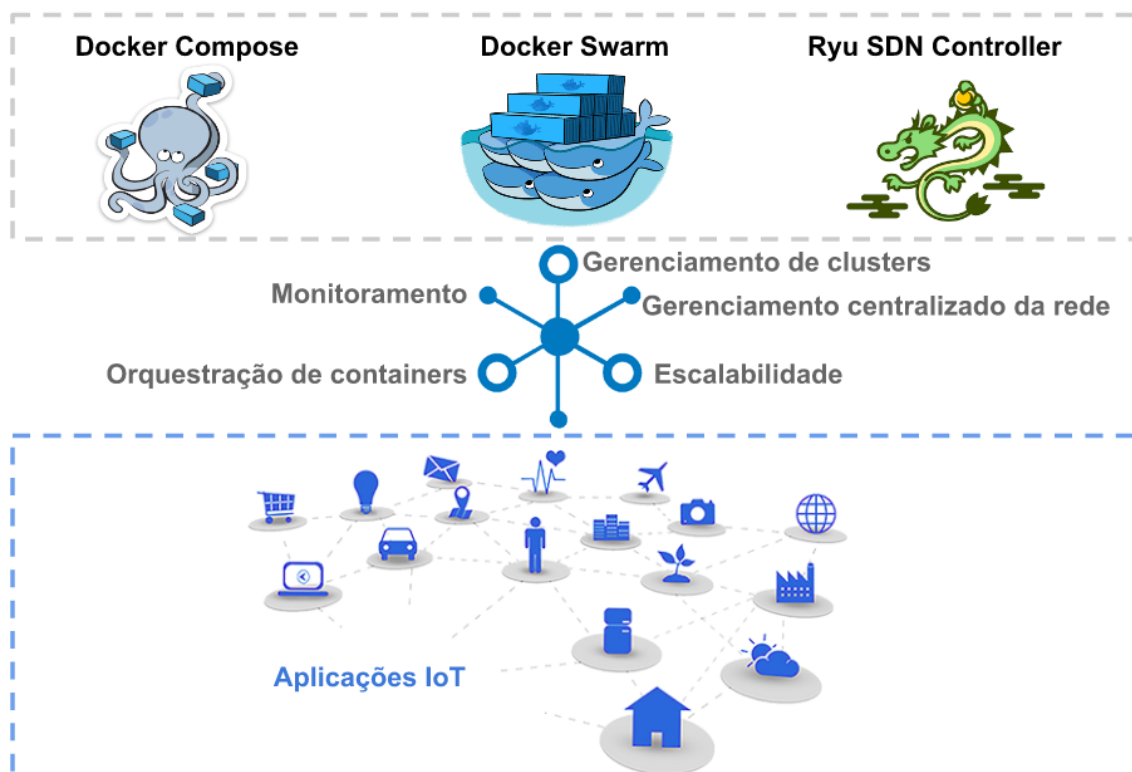 Docker Compose
Docker Swarm
Ryu SDN Controller
Gerenciamento de clusters
Monitoramento
Gerenciamento centralizado da rede
Orquestração de containers
Escalabilidade
Aplicações IoT